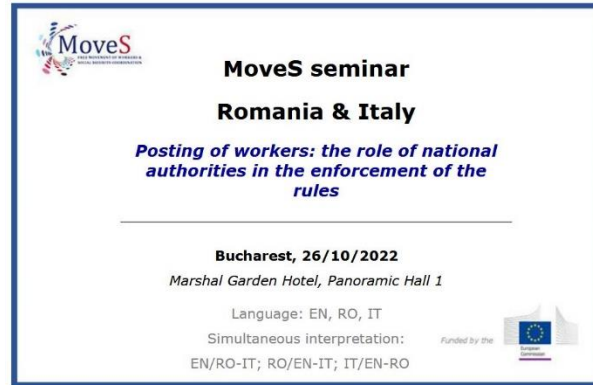 MoveS
FREE MOVEMENT OF WORKERS &
SOCIAL SECURITY COORDINATION
MoveS seminar
Romania & Italy
Posting of workers: the role of national
authorities in the enforcement of the
rules
Bucharest, 26/10/2022
Marshal Garden Hotel, Panoramic Hall 1
Language: EN, RO, IT
Simultaneous interpretation:
EN/RO-IT; RO/EN-IT; IT/EN-RO
Funded by the
European
Commission